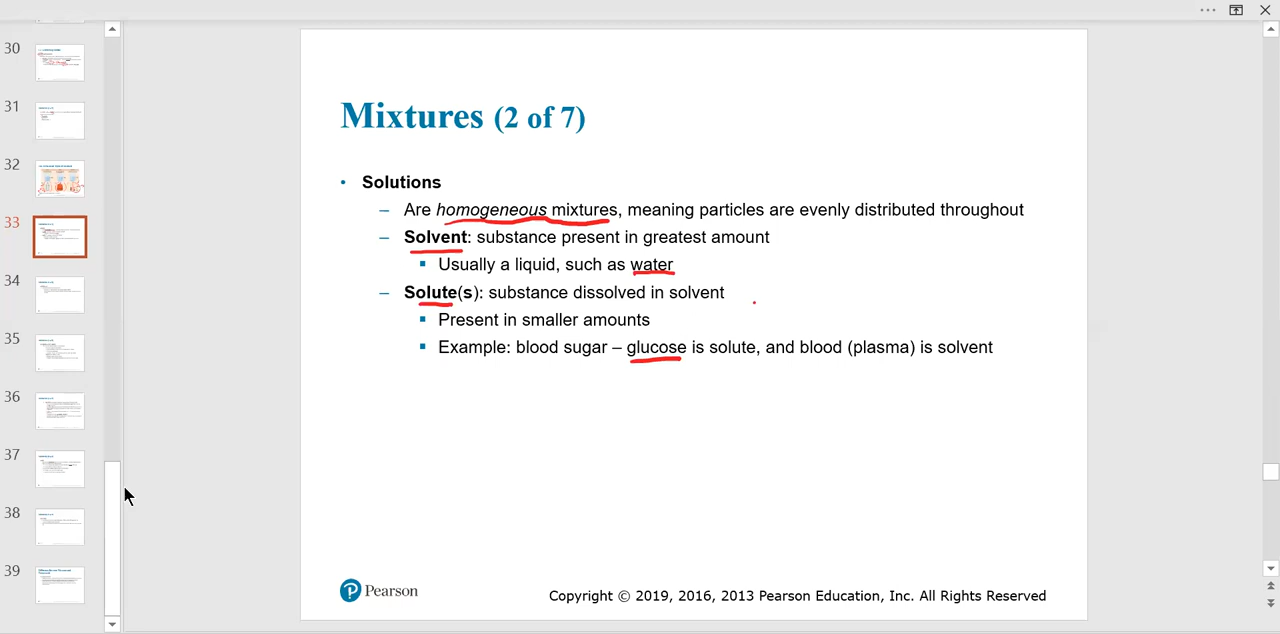 30
31
32
33
34
35
36
37
38
39
Mixtures (2 of 7)
• Solutions
– Are homogeneous mixtures, meaning particles are evenly distributed throughout
– Solvent: substance present in greatest amount
▪ Usually a liquid, such as water
– Solute(s): substance dissolved in solvent
▪ Present in smaller amounts
▪ Example: blood sugar – glucose is solute, and blood (plasma) is solvent
P Pearson
Copyright © 2019, 2016, 2013 Pearson Education, Inc. All Rights Reserved